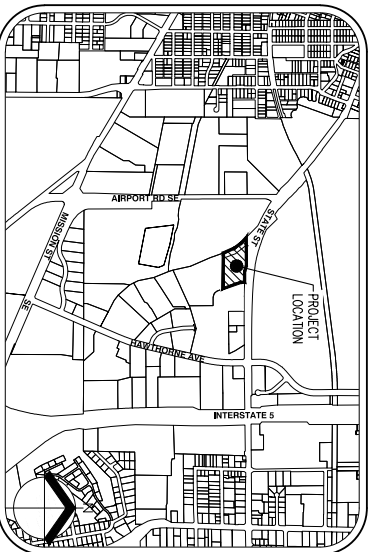 AIRPORT RD SE
STATE ST
PROJECT
LOCATION
MISSION ST
SE
HAWTHORNE AVE
INTERSTATE 5